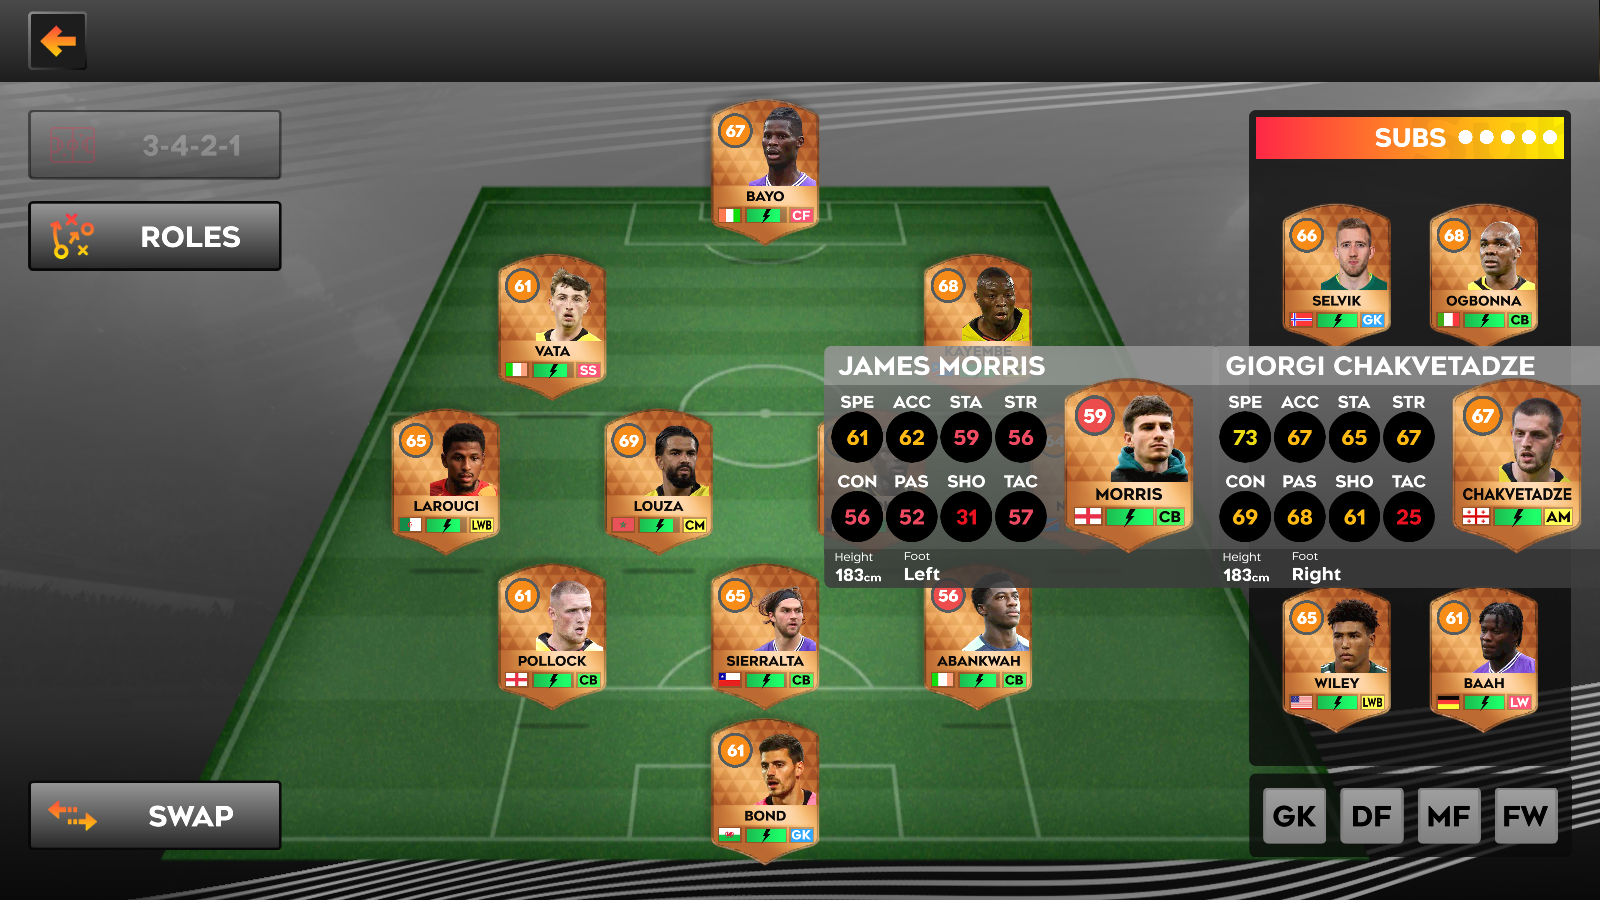 3-4-2-1
ROLES
SWAP
67
BAYO
CF
61
VATA
SS
68
KAYEMBE
65
LAROUCI
LWB
69
LOUZA
CM
64
61
POLLOCK
CB
65
SIERRALTA
CB
56
ABANKWAH
CB
61
BOND
GK
JAMES MORRIS
SPE ACC STA STR
61 62 59 56
CON PAS SHO TAC
56 52 31 57
Height Foot
183cm Left
59
MORRIS
CB
GIORGI CHAKVETADZE
SPE ACC STA STR
73 67 65 67
CON PAS SHO TAC
69 68 61 25
Height Foot
183cm Right
67
CHAKVETADZE
AM
SUBS
66
SELVIK
GK
68
OGBONNA
CB
65
WILEY
LWB
61
BAAH
LW
GK DF MF FW